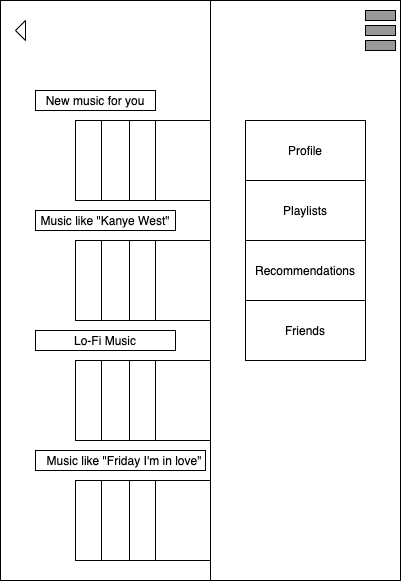 New music for you
Music like "Kanye West"
Lo-Fi Music
Music like "Friday I'm in love"
Profile
Playlists
Recommendations
Friends